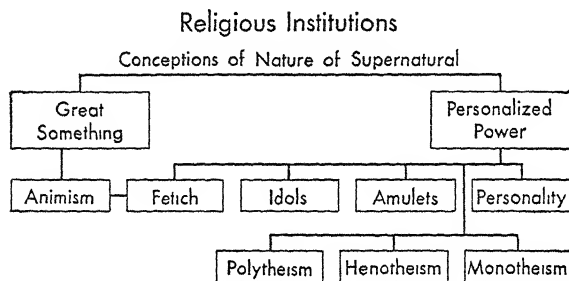 Religious Institutions
Conceptions of Nature of Supernatural
Great
Something
Personalized
Power
Animism
Fetich
Idols
Amulets
Personality
Polytheism
Henotheism
Monotheism